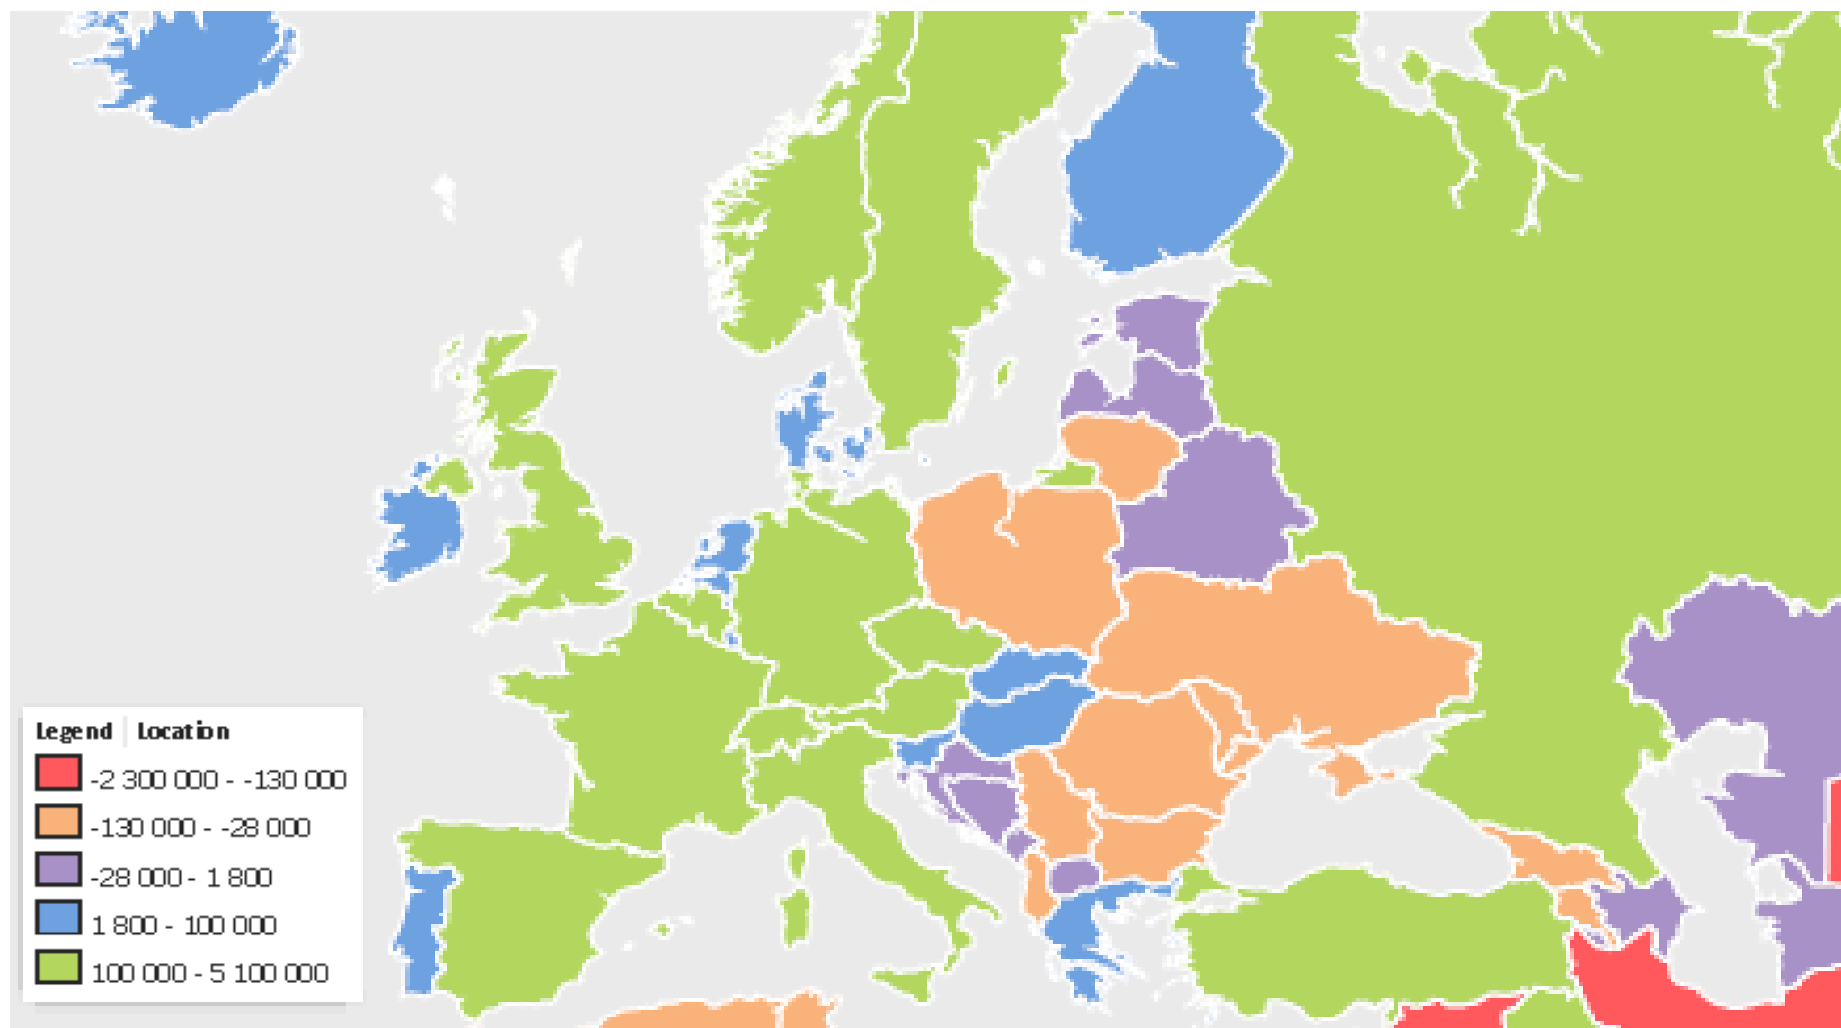 Legend Location
-2 300 000 - -130 000
-130 000 - -28 000
-28 000 - 1 800
1 800 - 100 000
100 000 - 5 100 000